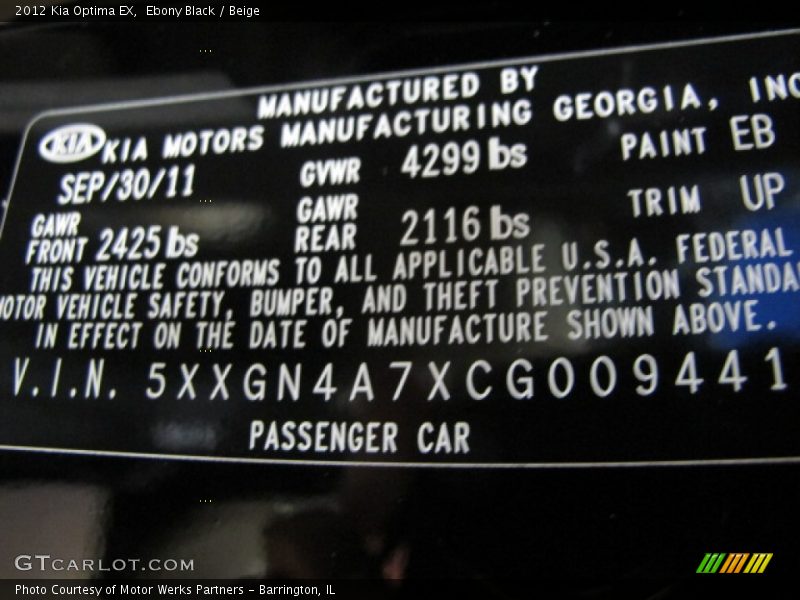 2012 Kia Optima EX,  Ebony Black / Beige
MANUFACTURED BY
KIA KIA MOTORS MANUFACTURING GEORGIA, INC
SEP/30/11 GVWR 4299 lbs PAINT EB
GAWR FRONT 2425 lbs GAWR REAR 2116 lbs TRIM UP
THIS VEHICLE CONFORMS TO ALL APPLICABLE U.S.A. FEDERAL
MOTOR VEHICLE SAFETY, BUMPER, AND THEFT PREVENTION STANDA
IN EFFECT ON THE DATE OF MANUFACTURE SHOWN ABOVE.
V.I.N. 5XXGN4A7XCG009441
PASSENGER CAR
GTCARLOT.COM
Photo Courtesy of Motor Werks Partners – Barrington, IL